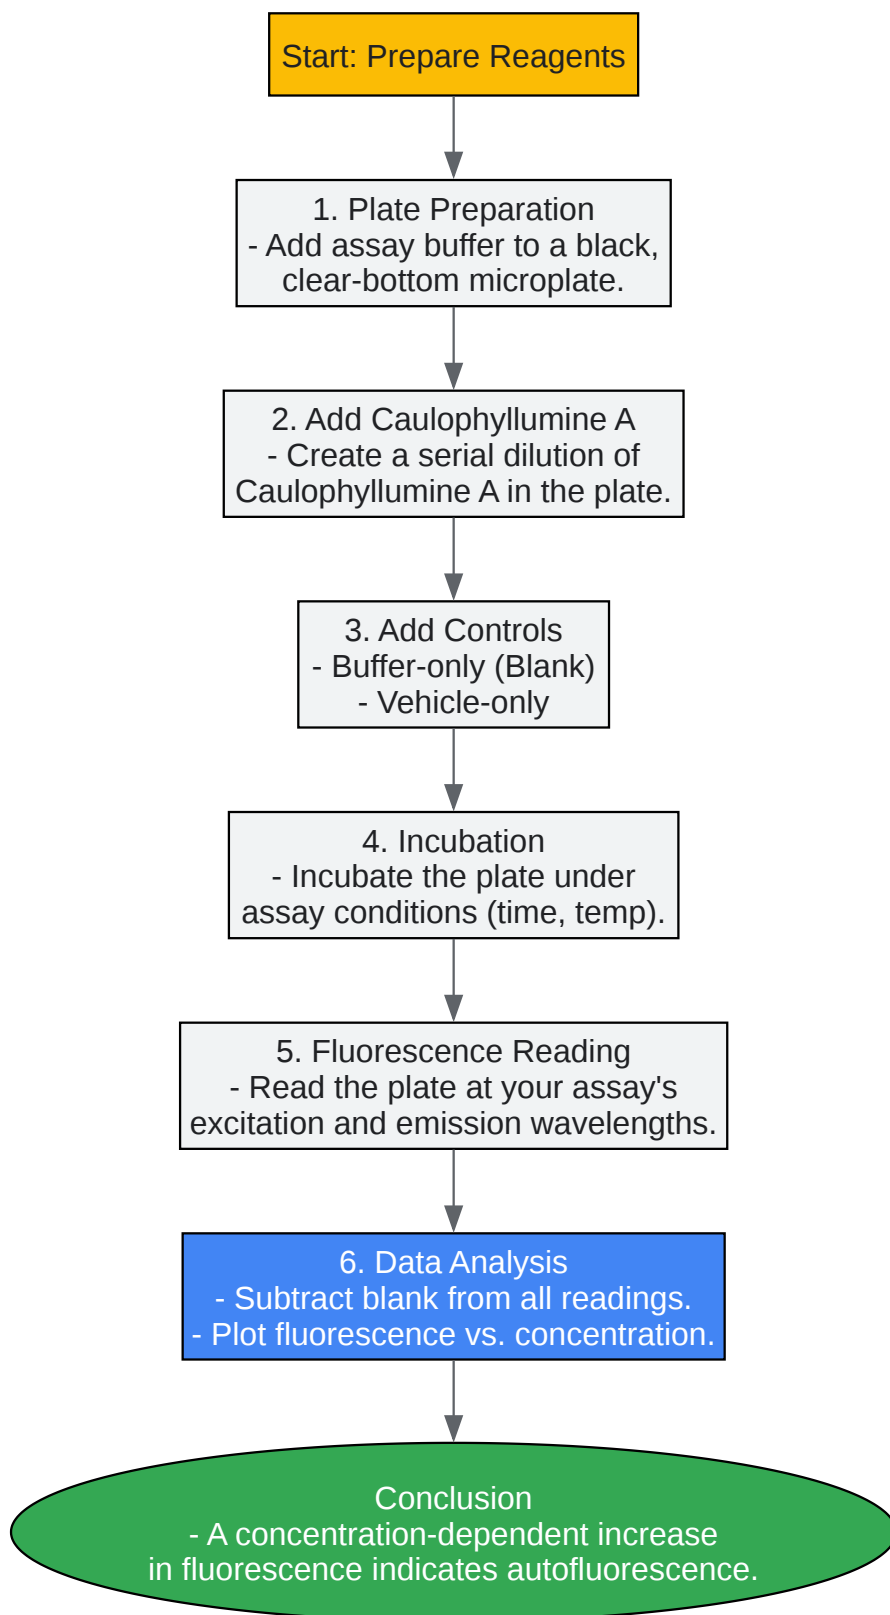 Start: Prepare Reagents
1. Plate Preparation
- Add assay buffer to a black,
clear-bottom microplate.
2. Add Caulophyllumine A
- Create a serial dilution of
Caulophyllumine A in the plate.
3. Add Controls
- Buffer-only (Blank)
- Vehicle-only
4. Incubation
- Incubate the plate under
assay conditions (time, temp).
5. Fluorescence Reading
- Read the plate at your assay's
excitation and emission wavelengths.
6. Data Analysis
- Subtract blank from all readings.
- Plot fluorescence vs. concentration.
Conclusion
- A concentration-dependent increase
in fluorescence indicates autofluorescence.